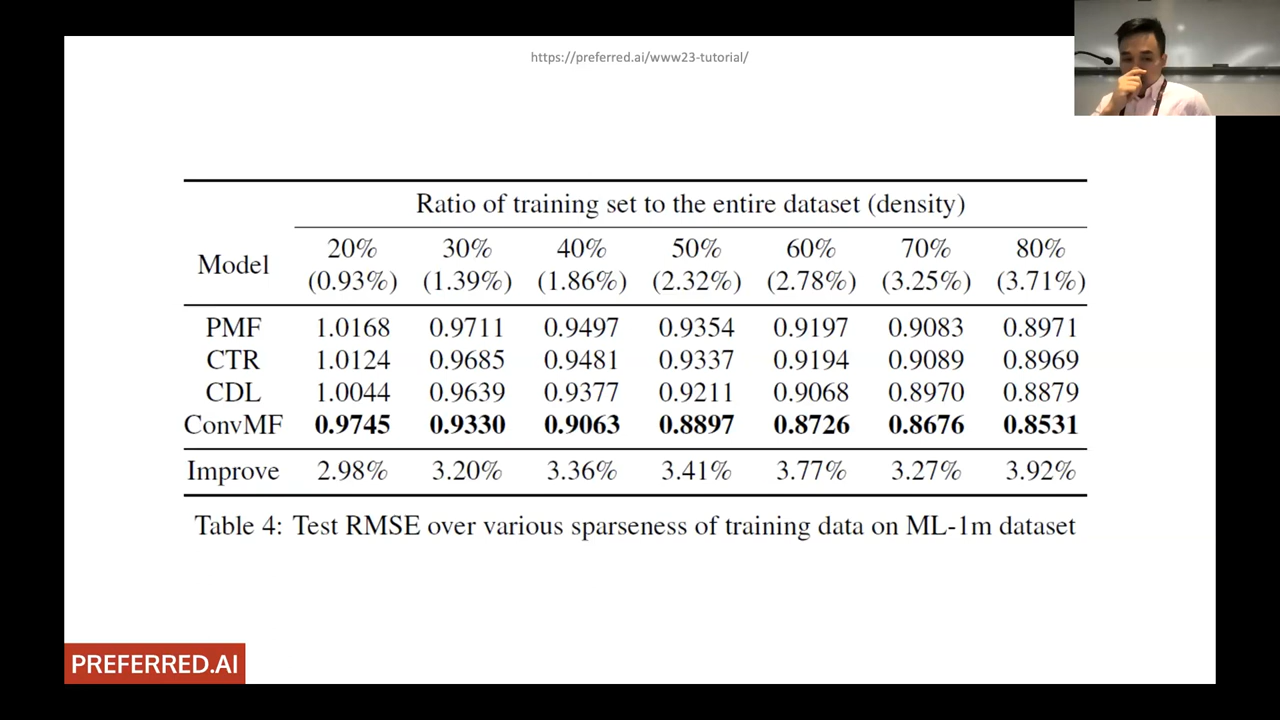 https://preferred.ai/www23-tutorial/
Ratio of training set to the entire dataset (density)
Model 20% 30% 40% 50% 60% 70% 80%
(0.93%) (1.39%) (1.86%) (2.32%) (2.78%) (3.25%) (3.71%)
PMF 1.0168 0.9711 0.9497 0.9354 0.9197 0.9083 0.8971
CTR 1.0124 0.9685 0.9481 0.9337 0.9194 0.9089 0.8969
CDL 1.0044 0.9639 0.9377 0.9211 0.9068 0.8970 0.8879
ConvMF 0.9745 0.9330 0.9063 0.8897 0.8726 0.8676 0.8531
Improve 2.98% 3.20% 3.36% 3.41% 3.77% 3.27% 3.92%
Table 4: Test RMSE over various sparseness of training data on ML-1m dataset
PREFERRED.AI